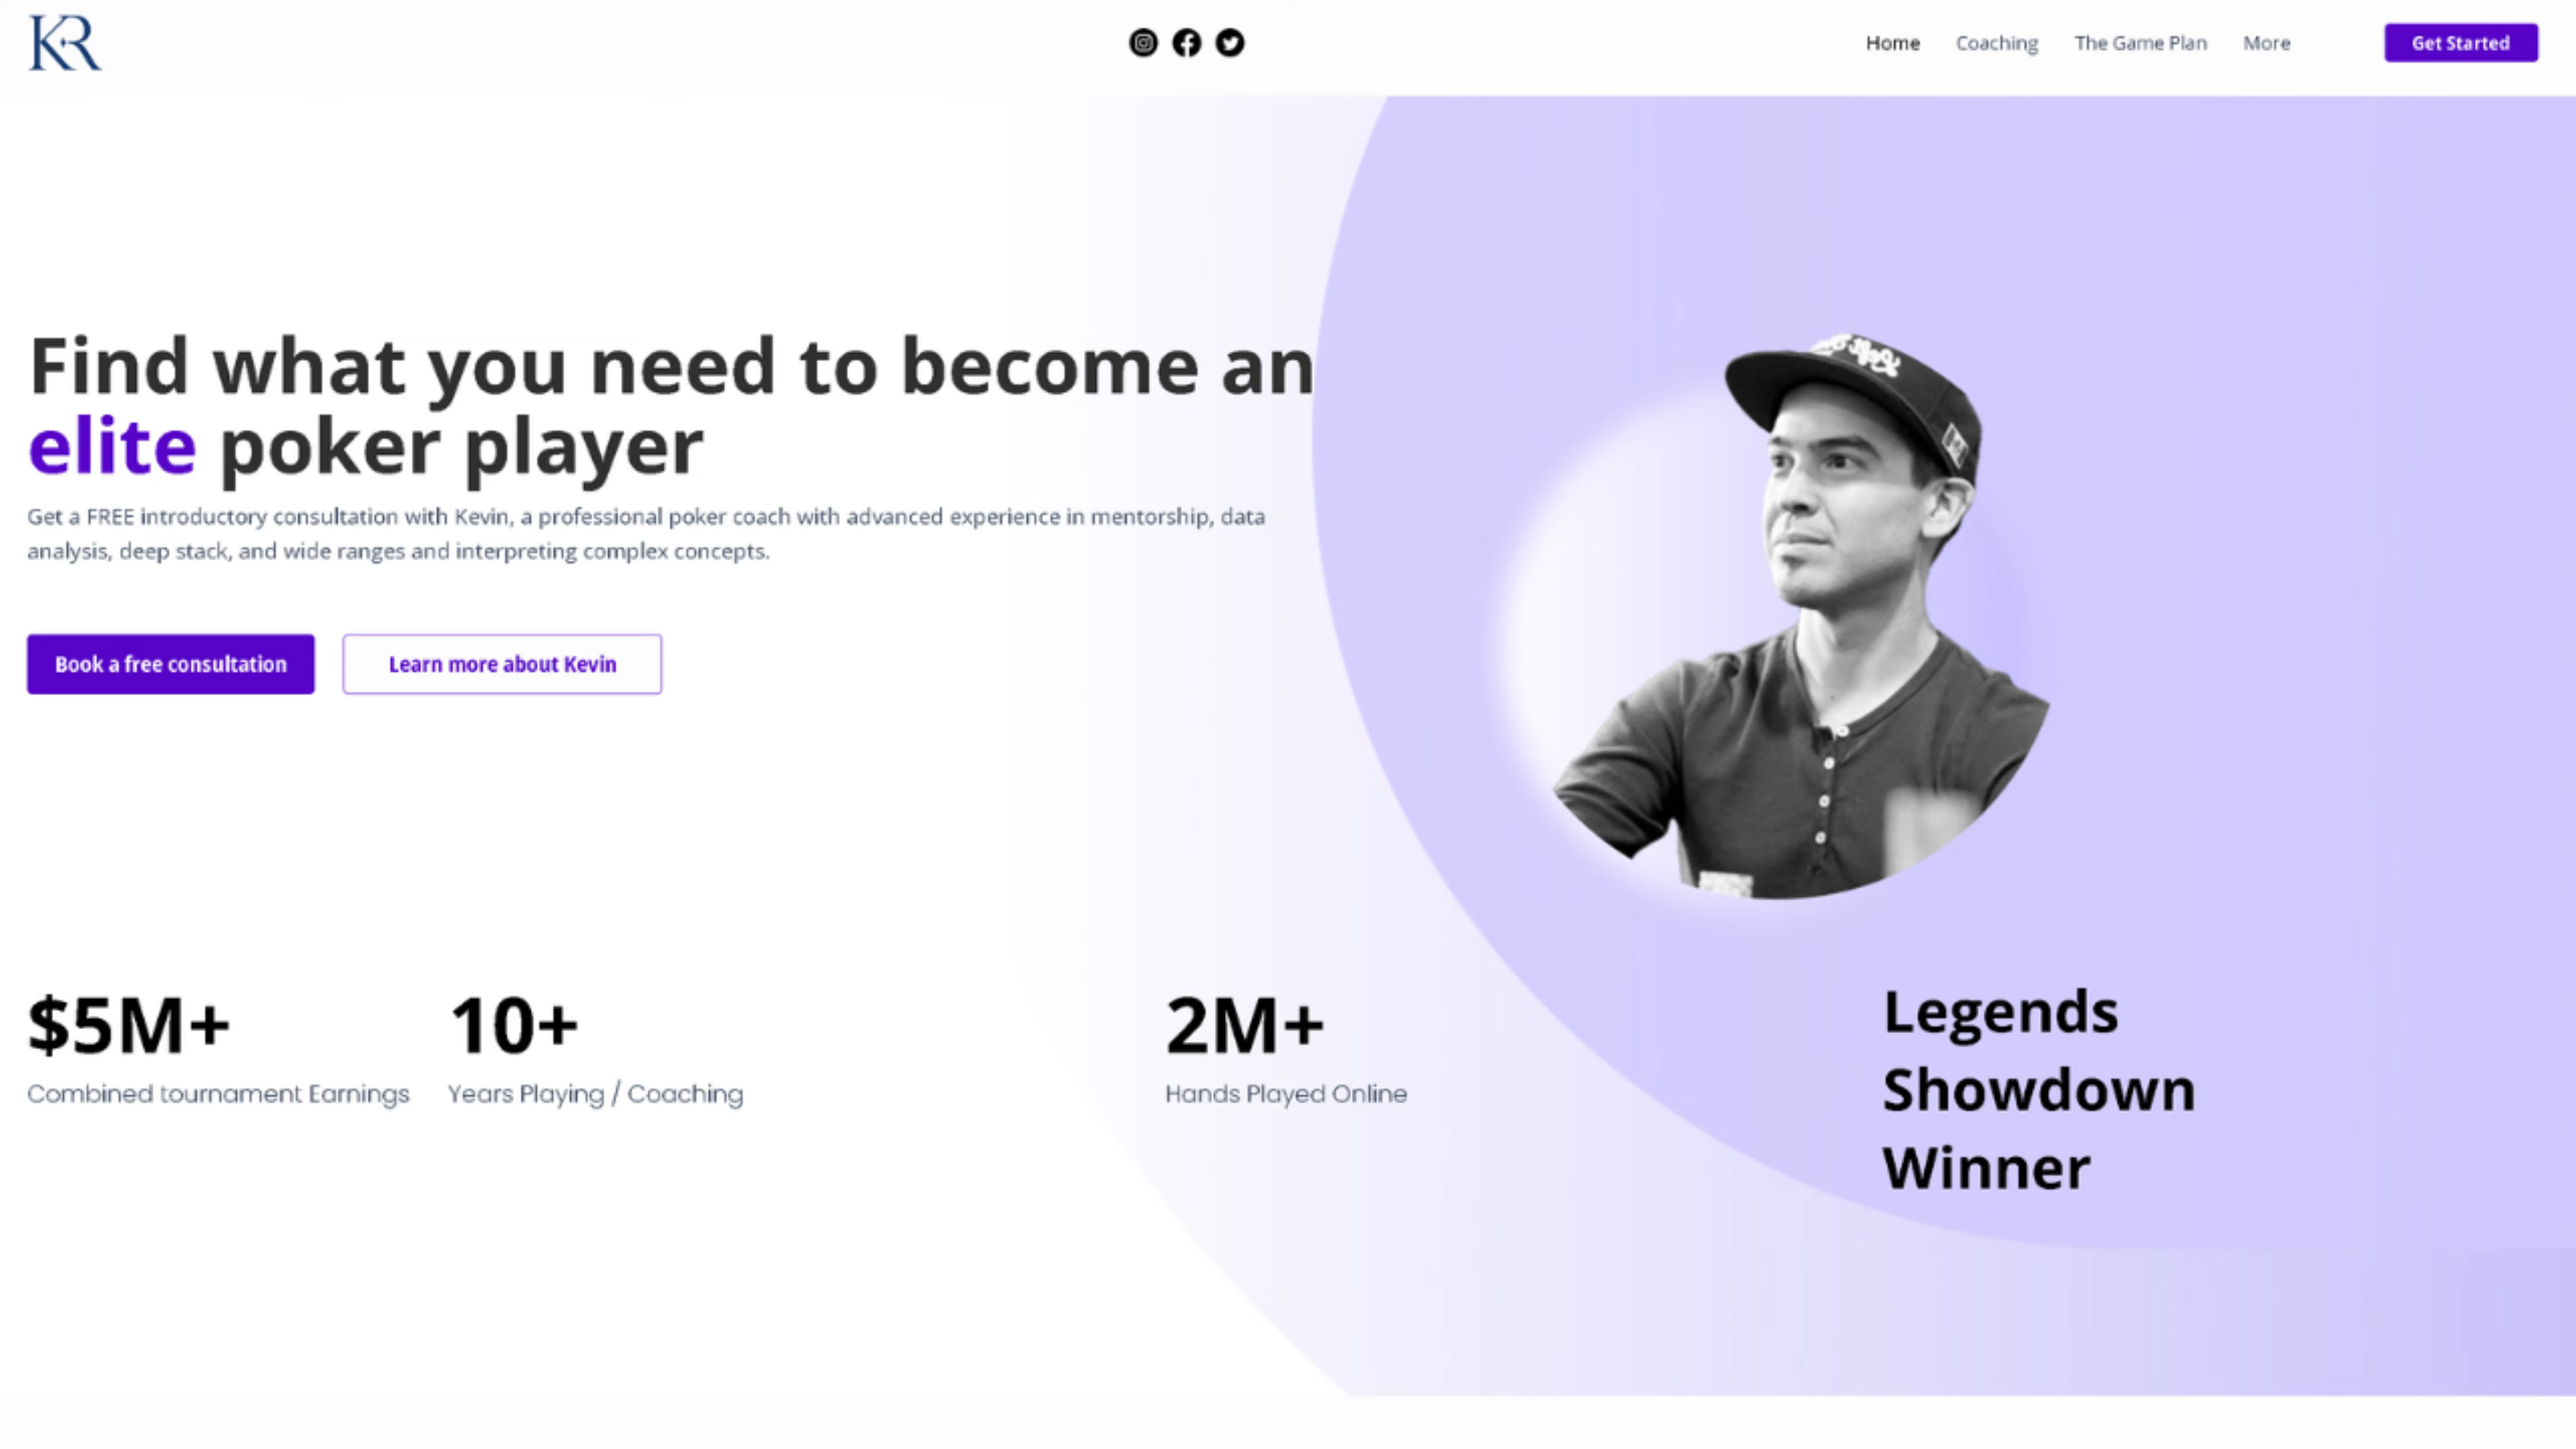 KR
Home Coaching The Game Plan More Get Started
Find what you need to become an
elite poker player
Get a FREE introductory consultation with Kevin, a professional poker coach with advanced experience in mentorship, data
analysis, deep stack, and wide ranges and interpreting complex concepts.
Book a free consultation Learn more about Kevin
$5M+ 10+ 2M+
Combined tournament Earnings Years Playing / Coaching Hands Played Online
Legends
Showdown
Winner